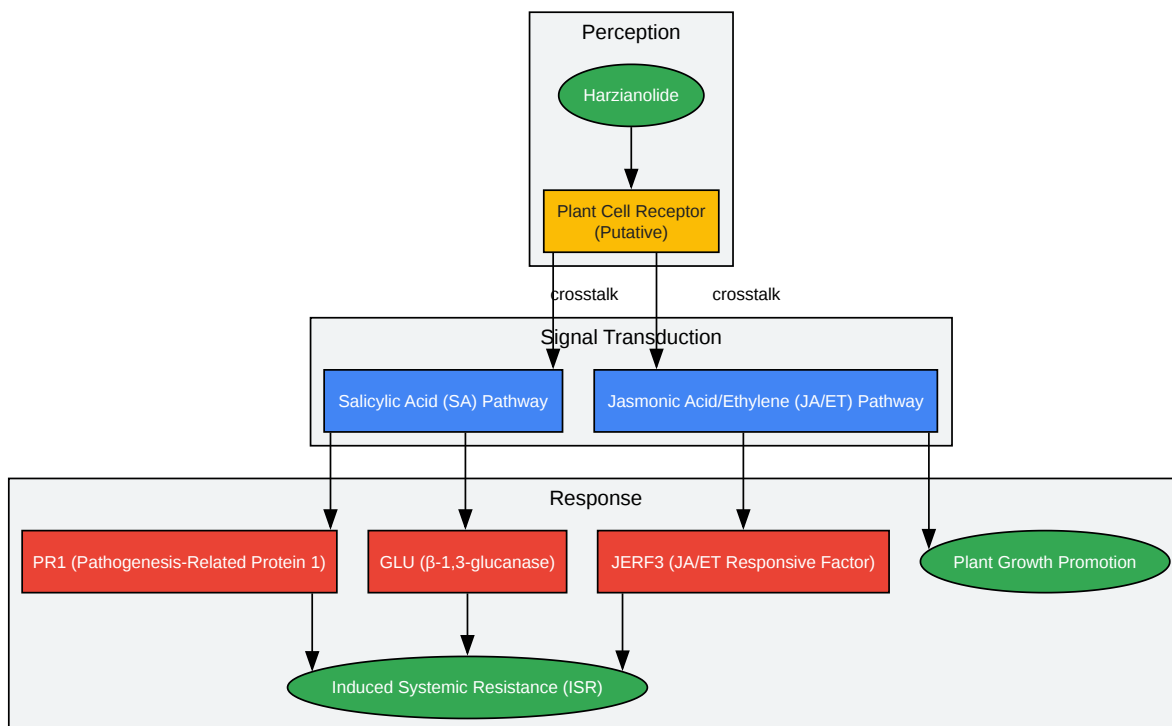 Perception
Harzianolide
Plant Cell Receptor
(Putative)
crosstalk
crosstalk
Signal Transduction
Salicylic Acid (SA) Pathway
Jasmonic Acid/Ethylene (JA/ET) Pathway
Response
PR1 (Pathogenesis-Related Protein 1)
GLU (β-1,3-glucanase)
JERF3 (JA/ET Responsive Factor)
Plant Growth Promotion
Induced Systemic Resistance (ISR)